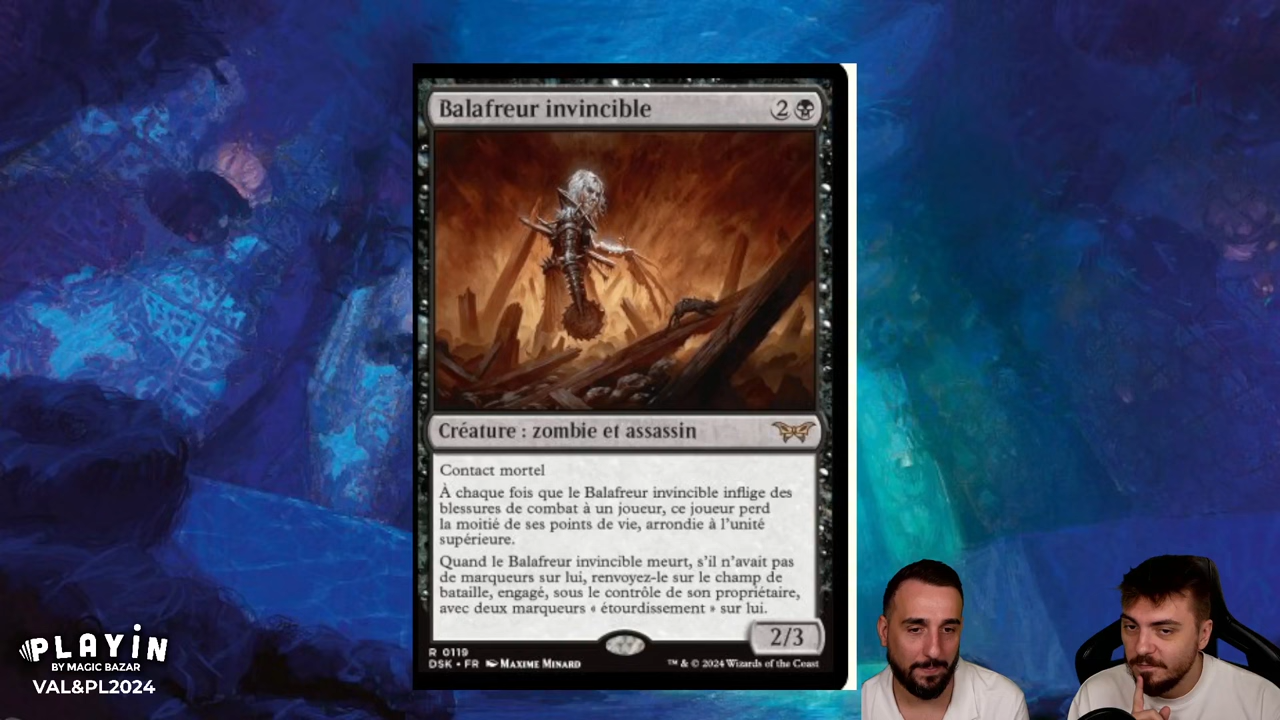 Balafreur invincible 2
Créature : zombie et assassin
Contact mortel
À chaque fois que le Balafreur invincible inflige des
blessures de combat à un joueur, ce joueur perd
la moitié de ses points de vie, arrondie à l'unité
supérieure.
Quand le Balafreur invincible meurt, s'il n'avait pas
de marqueurs sur lui, renvoyez-le sur le champ de
bataille, engagé, sous le contrôle de son propriétaire,
avec deux marqueurs « étourdissement » sur lui.
2/3
R 0119
DSK • FR MAXIME MINARD
™ & © 2024 Wizards of the Coast
PLAYIN
BY MAGIC BAZAR
VAL&PL2024